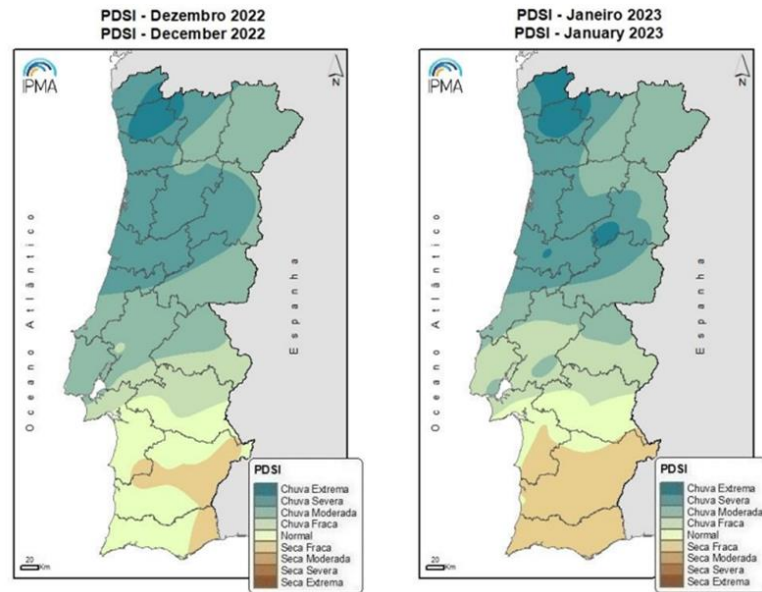 PDSI - Dezembro 2022
PDSI - December 2022
IPMA
N
Oceano Atlântico
Espanha
PDSI
Chuva Extrema
Chuva Severa
Chuva Moderada
Chuva Fraca
Normal
Seca Fraca
Seca Moderada
Seca Severa
Seca Extrema
20
Km
PDSI - Janeiro 2023
PDSI - January 2023
IPMA
N
Oceano Atlântico
Espanha
PDSI
Chuva Extrema
Chuva Severa
Chuva Moderada
Chuva Fraca
Normal
Seca Fraca
Seca Moderada
Seca Severa
Seca Extrema
20
Km